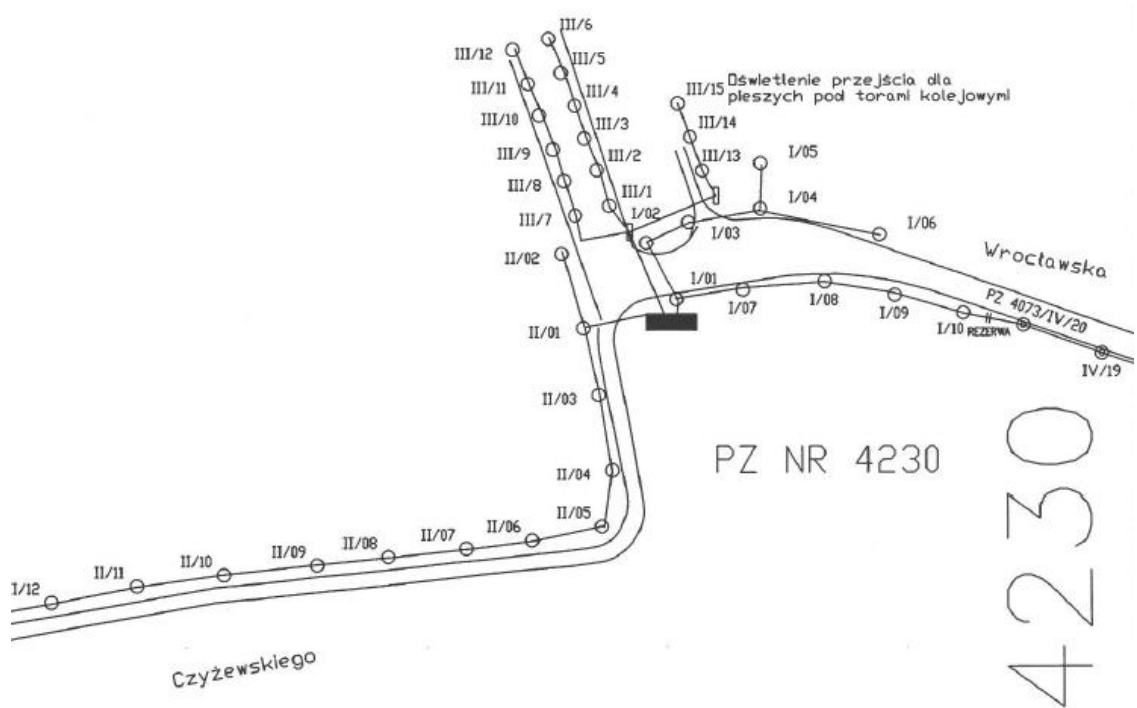 III/6
III/12
III/5
III/11
III/4
III/10
III/3
III/9
III/2
III/8
III/1
III/7
Oświetlenie przejścia dla
pieszych pod torami kolejowymi
III/15
III/14
III/13
I/05
I/04
I/02
I/03
I/06
II/02
I/01
Wrocławska
II/01
I/07
I/08
I/09
I/10
REZERWA
PZ 4073/IV/20
IV/19
II/03
PZ NR 4230
4230
II/04
II/05
II/06
II/07
II/08
II/09
II/10
II/11
I/12
Czyżewskiego